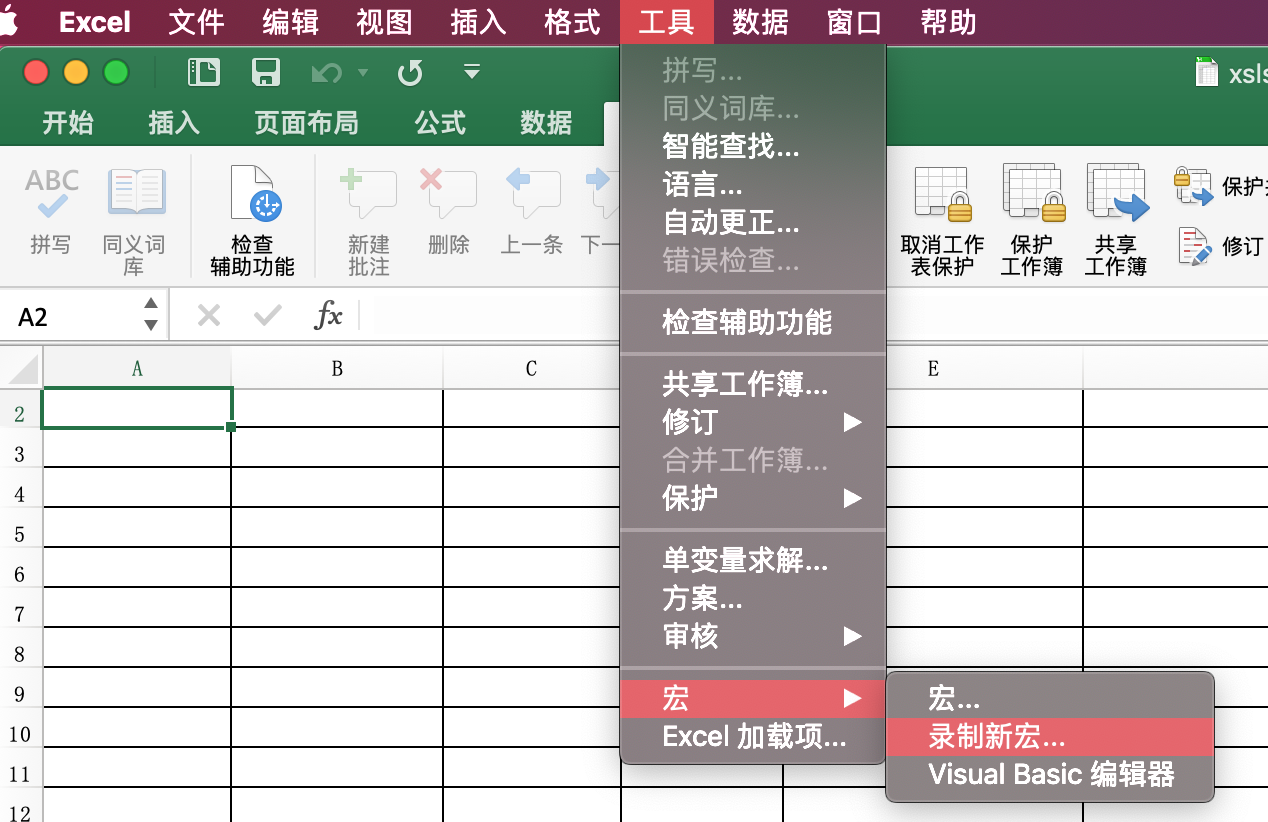 Excel 文件 编辑 视图 插入 格式 工具 数据 窗口 帮助
开始 插入 页面布局 公式 数据
ABC
拼写
同义词
库
检查
辅助功能
新建
批注
删除
上一条
下一
取消工作
表保护
保护
工作簿
共享
工作簿
保护
修订
A2
fx
A B C E
2
3
4
5
6
7
8
9
10
11
12
拼写...
同义词库...
智能查找...
语言...
自动更正...
错误检查...
检查辅助功能
共享工作簿...
修订
合并工作簿...
保护
单变量求解...
方案...
审核
宏
Excel 加载项...
宏...
录制新宏...
Visual Basic 编辑器